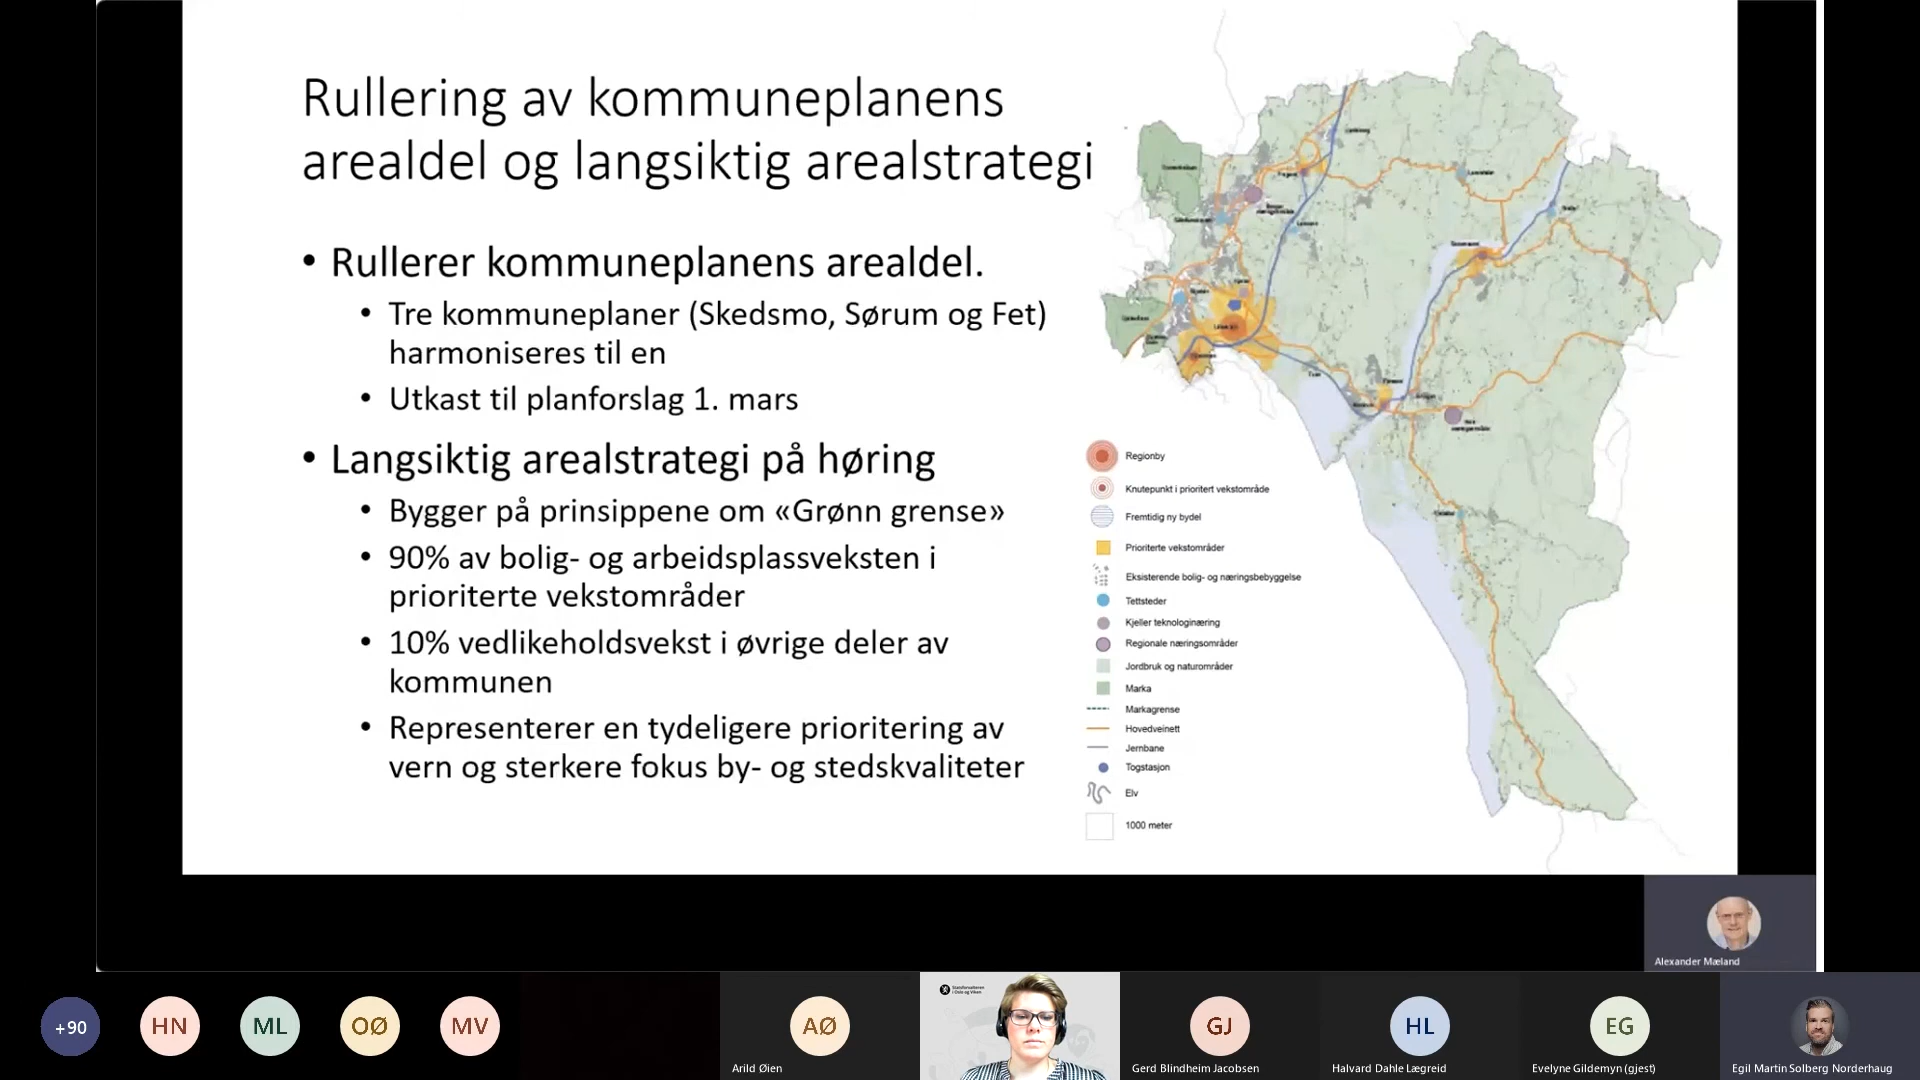 Rullering av kommuneplanens
arealdel og langsiktig arealstrategi
• Rullerer kommuneplanens arealdel.
• Tre kommuneplaner (Skedsmo, Sørum og Fet)
harmoniseres til en
• Utkast til planforslag 1. mars
• Langsiktig arealstrategi på høring
• Bygger på prinsippene om «Grønn grense»
• 90% av bolig- og arbeidsplassveksten i
prioriterte vekstområder
• 10% vedlikeholdsvekst i øvrige deler av
kommunen
• Representerer en tydeligere prioritering av
vern og sterkere fokus by- og stedskvaliteter
Regionby
Knutepunkt i prioritert vekstområde
Fremtidig ny bydel
Prioriterte vekstområder
Eksisterende bolig- og næringsbebyggelse
Tettsteder
Kjeller teknologinæring
Regionale næringsområder
Jordbruk og naturområder
Marka
Markagrense
Hovedveinett
Jernbane
Togstasjon
Elv
1000 meter
Alexander Mæland
+90
HN
ML
OØ
MV
AØ
Arild Øien
Statsforvalteren
i Oslo og Viken
GJ
Gerd Blindheim Jacobsen
HL
Halvard Dahle Lægreid
EG
Evelyne Gildemyn (gjest)
Egil Martin Solberg Norderhaug